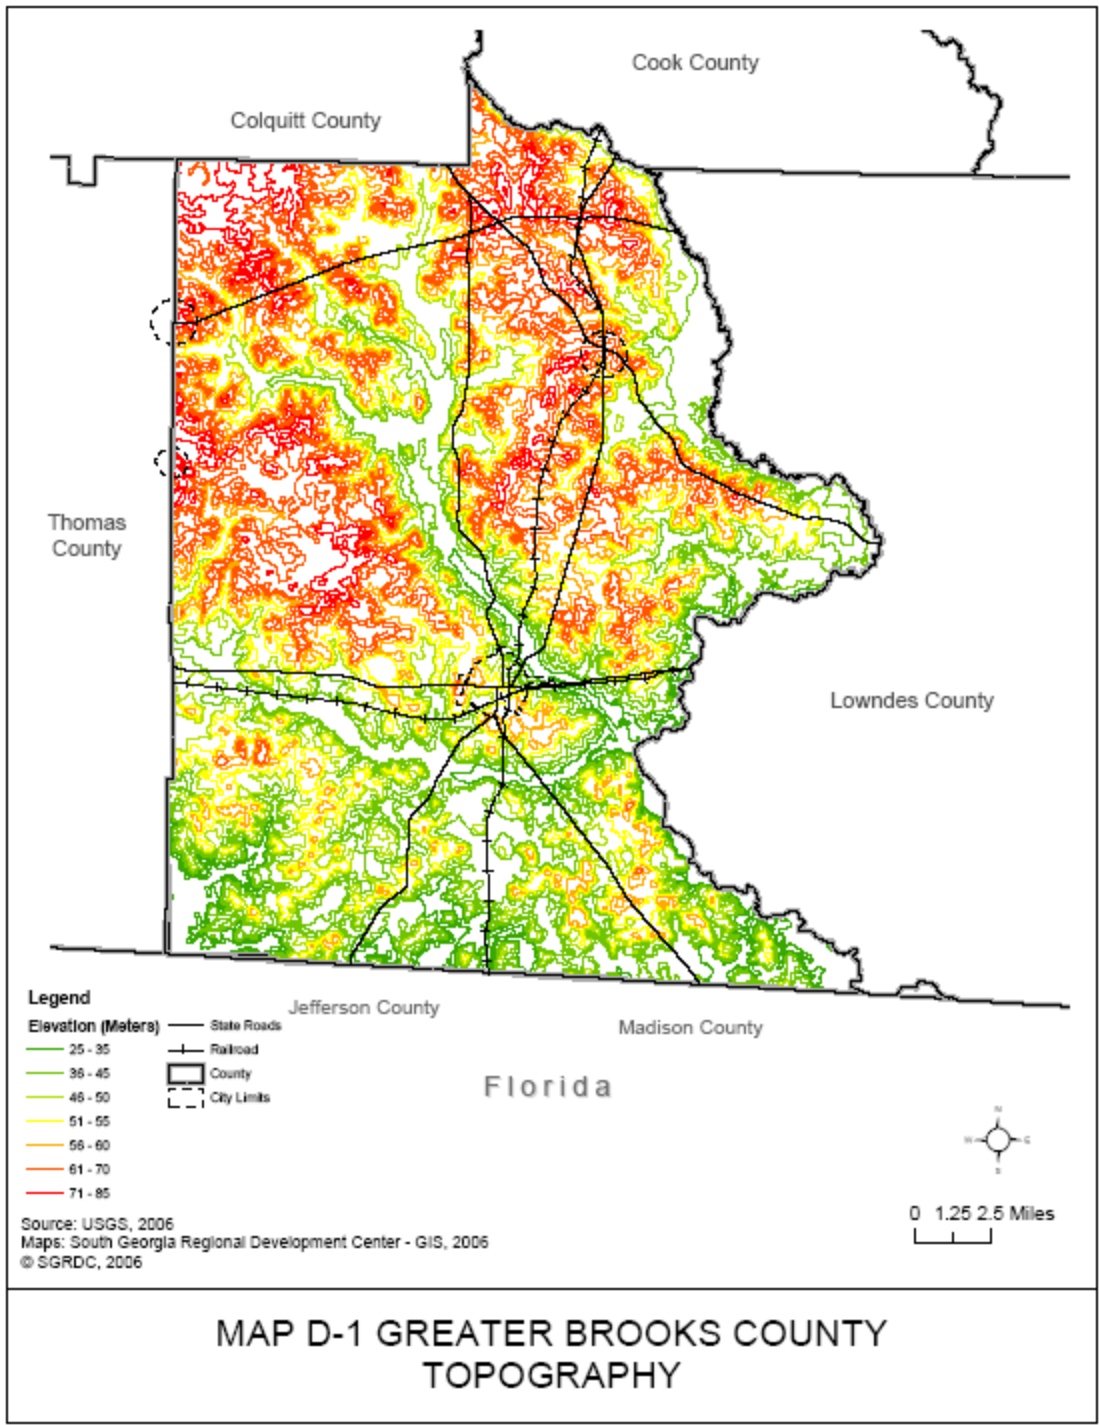 Cook County
Colquitt County
Thomas
County
Lowndes County
Jefferson County
Madison County
Florida
Legend
Elevation (Meters)
25 - 35
36 - 45
46 - 50
51 - 55
56 - 60
61 - 70
71 - 85
State Roads
Railroad
County
City Limits
N
E
S
0 1.25 2.5 Miles
Source: USGS, 2006
Maps: South Georgia Regional Development Center - GIS, 2006
© SGRDC, 2006
MAP D-1 GREATER BROOKS COUNTY
TOPOGRAPHY